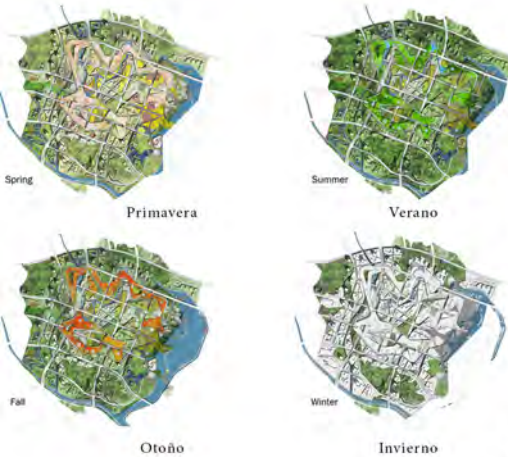 Spring
Primavera
Summer
Verano
Fall
Otoño
Winter
Invierno